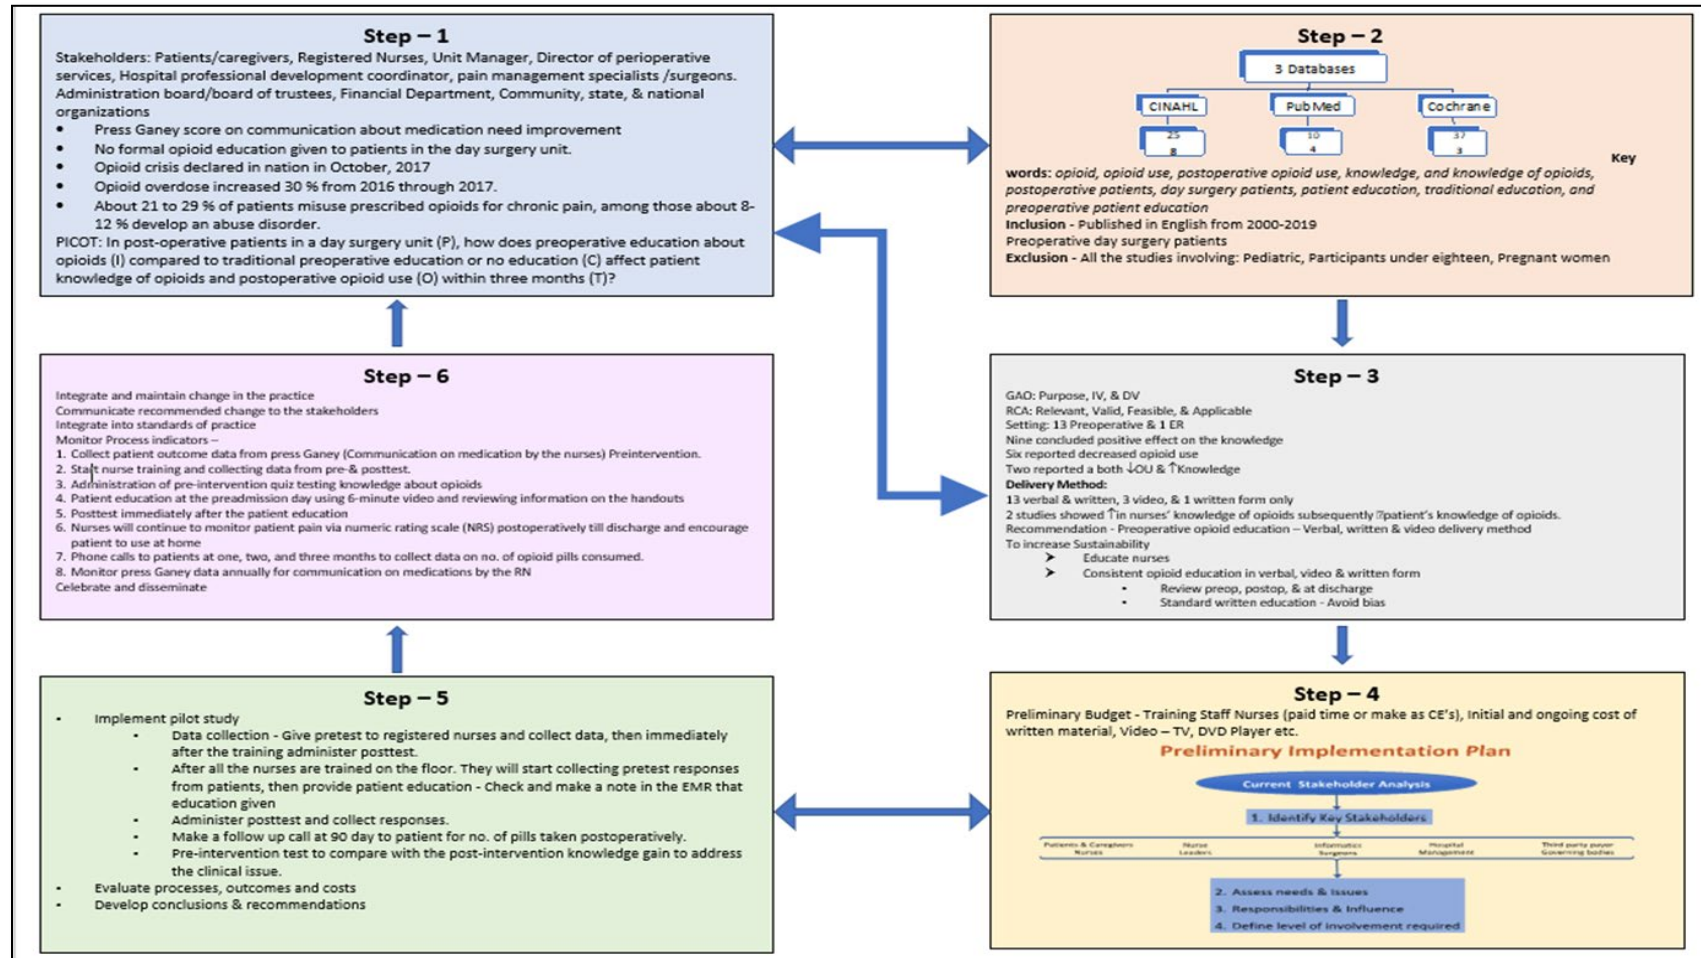 Step – 1
Stakeholders: Patients/caregivers, Registered Nurses, Unit Manager, Director of perioperative
services, Hospital professional development coordinator, pain management specialists /surgeons.
Administration board/board of trustees, Financial Department, Community, state, & national
organizations
• Press Ganey score on communication about medication need improvement
• No formal opioid education given to patients in the day surgery unit.
• Opioid crisis declared in nation in October, 2017
• Opioid overdose increased 30 % from 2016 through 2017.
• About 21 to 29 % of patients misuse prescribed opioids for chronic pain, among those about 8-
12 % develop an abuse disorder.
PICOT: In post-operative patients in a day surgery unit (P), how does preoperative education about
opioids (I) compared to traditional preoperative education or no education (C) affect patient
knowledge of opioids and postoperative opioid use (O) within three months (T)?
Step – 2
3 Databases
CINAHL PubMed Cochrane
25 10 37
8 4 3
Key
words: opioid, opioid use, postoperative opioid use, knowledge, and knowledge of opioids,
postoperative patients, day surgery patients, patient education, traditional education, and
preoperative patient education
Inclusion - Published in English from 2000-2019
Preoperative day surgery patients
Exclusion - All the studies involving: Pediatric, Participants under eighteen, Pregnant women
Step – 3
GAO: Purpose, IV, & DV
RCA: Relevant, Valid, Feasible, & Applicable
Setting: 13 Preoperative & 1 ER
Nine concluded positive effect on the knowledge
Six reported decreased opioid use
Two reported a both ↓OU & ↑Knowledge
Delivery Method:
13 verbal & written, 3 video, & 1 written form only
2 studies showed ↑in nurses' knowledge of opioids subsequently patient's knowledge of opioids.
Recommendation - Preoperative opioid education – Verbal, written & video delivery method
To increase Sustainability
➤ Educate nurses
➤ Consistent opioid education in verbal, video & written form
• Review preop, postop, & at discharge
• Standard written education - Avoid bias
Step – 4
Preliminary Budget - Training Staff Nurses (paid time or make as CE's), Initial and ongoing cost of
written material, Video – TV, DVD Player etc.
Preliminary Implementation Plan
Current Stakeholder Analysis
1. Identify Key Stakeholders
Patients & Caregivers Nurse Informatics Hospital Third party payer
Nurses Leaders Surgeons Management Governing bodies
2. Assess needs & Issues
3. Responsibilities & Influence
4. Define level of involvement required
Step – 5
• Implement pilot study
• Data collection - Give pretest to registered nurses and collect data, then immediately
after the training administer posttest.
• After all the nurses are trained on the floor. They will start collecting pretest responses
from patients, then provide patient education - Check and make a note in the EMR that
education given
• Administer posttest and collect responses.
• Make a follow up call at 90 day to patient for no. of pills taken postoperatively.
• Pre-intervention test to compare with the post-intervention knowledge gain to address
the clinical issue.
• Evaluate processes, outcomes and costs
• Develop conclusions & recommendations
Step – 6
Integrate and maintain change in the practice
Communicate recommended change to the stakeholders
Integrate into standards of practice
Monitor Process indicators –
1. Collect patient outcome data from press Ganey (Communication on medication by the nurses) Preintervention.
2. Start nurse training and collecting data from pre-& posttest.
3. Administration of pre-intervention quiz testing knowledge about opioids
4. Patient education at the preadmission day using 6-minute video and reviewing information on the handouts
5. Posttest immediately after the patient education
6. Nurses will continue to monitor patient pain via numeric rating scale (NRS) postoperatively till discharge and encourage
patient to use at home
7. Phone calls to patients at one, two, and three months to collect data on no. of opioid pills consumed.
8. Monitor press Ganey data annually for communication on medications by the RN
Celebrate and disseminate